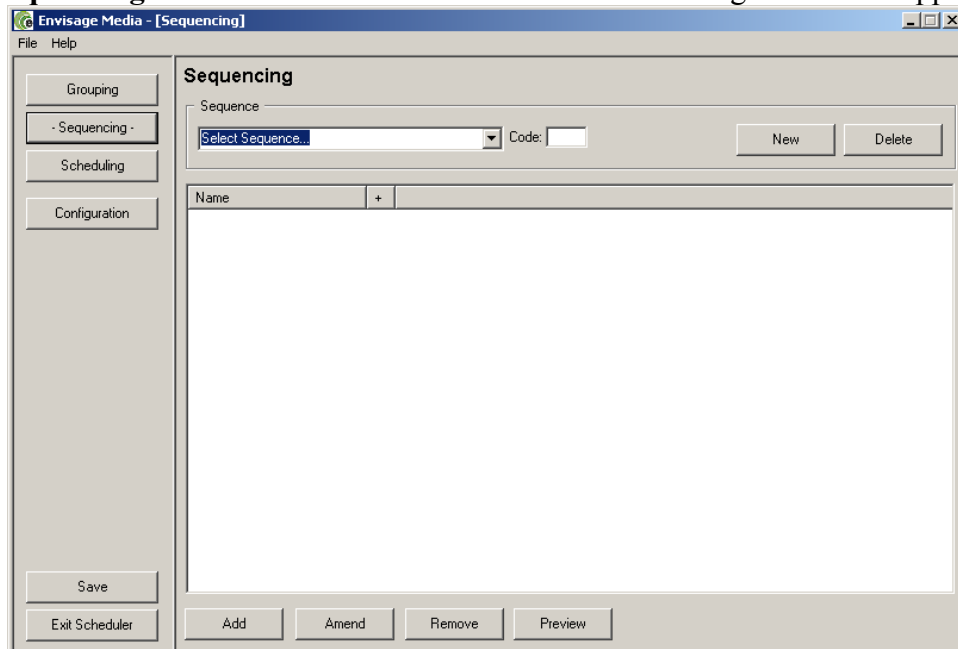 Envisage Media - [Sequencing]
File Help
Grouping
- Sequencing -
Scheduling
Configuration
Save
Exit Scheduler
Sequencing
Sequence
Select Sequence...
Code:
New
Delete
Name +
Add Amend Remove Preview